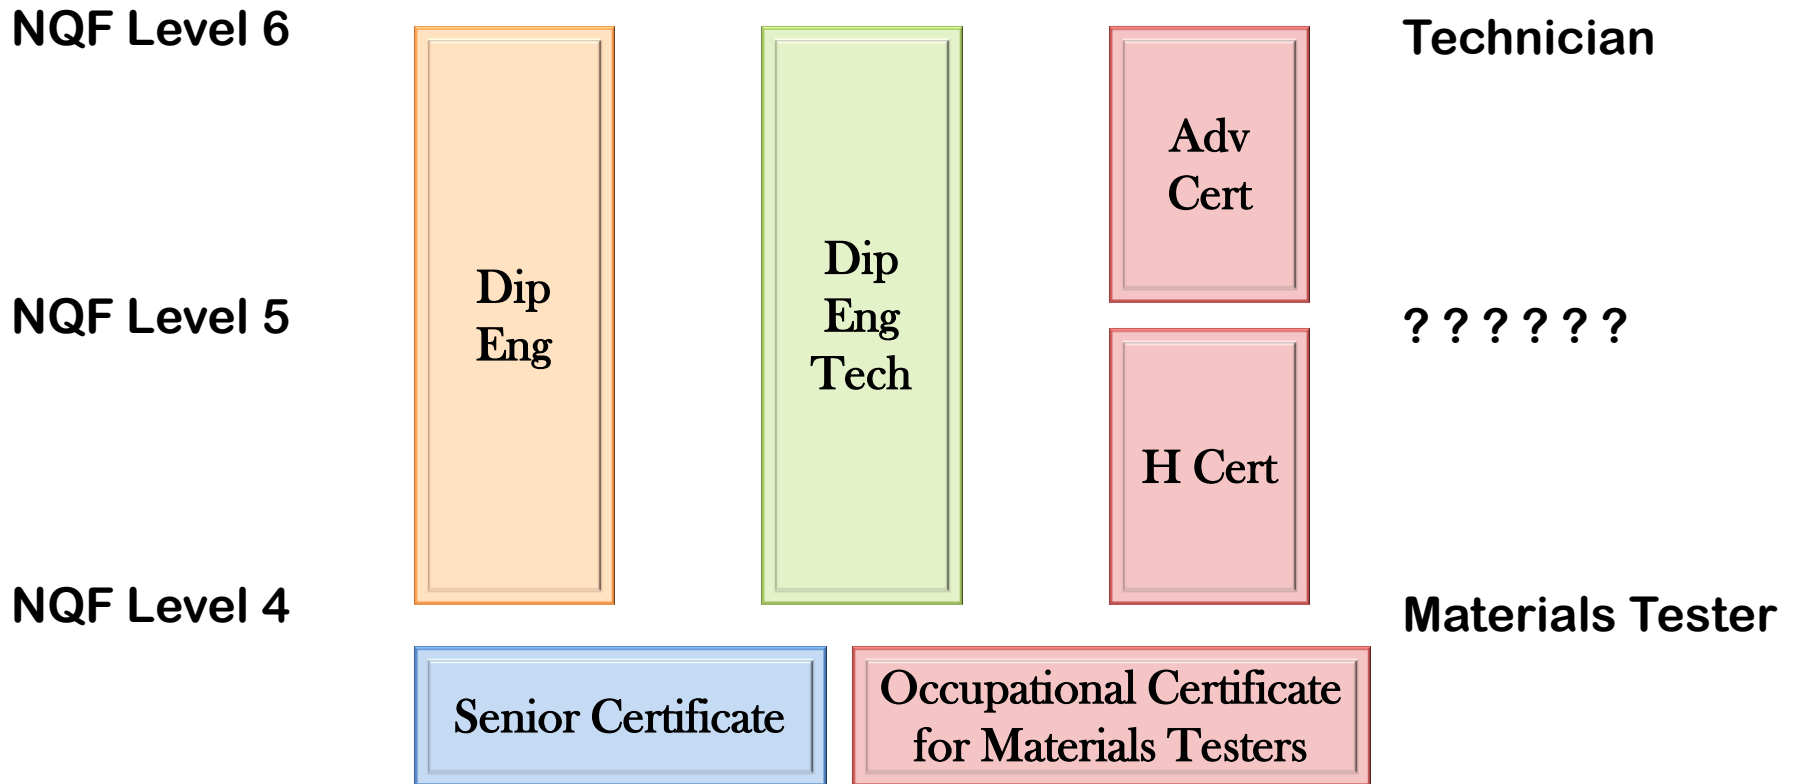 NQF Level 6
Technician
Adv
Cert
Dip
Eng
Dip
Eng
Tech
NQF Level 5
? ? ? ? ? ?
H Cert
NQF Level 4
Materials Tester
Senior Certificate
Occupational Certificate
for Materials Testers